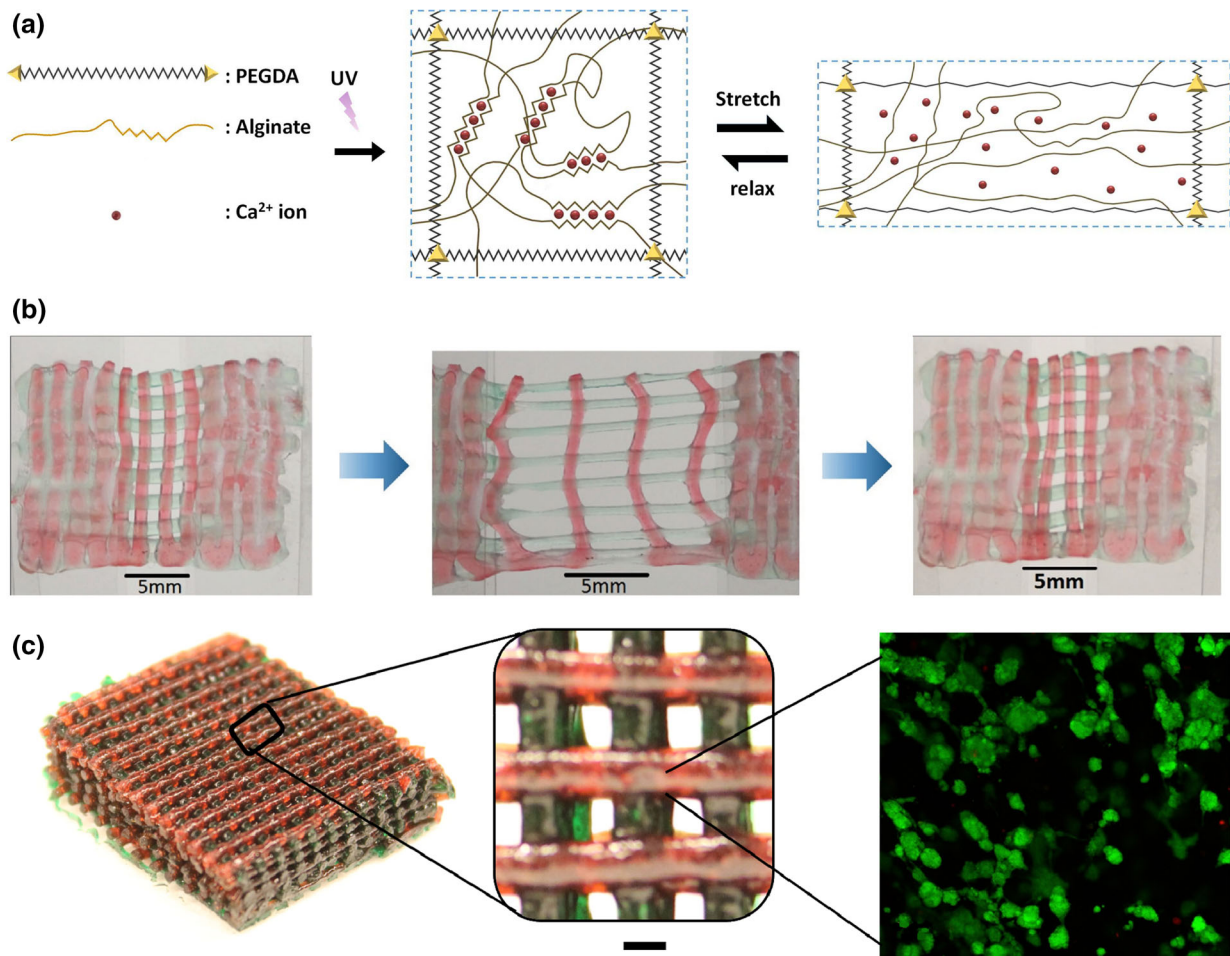 (a)
: PEGDA
: Alginate
: Ca²⁺ ion
UV
Stretch
relax
(b)
5mm
5mm
5mm
(c)